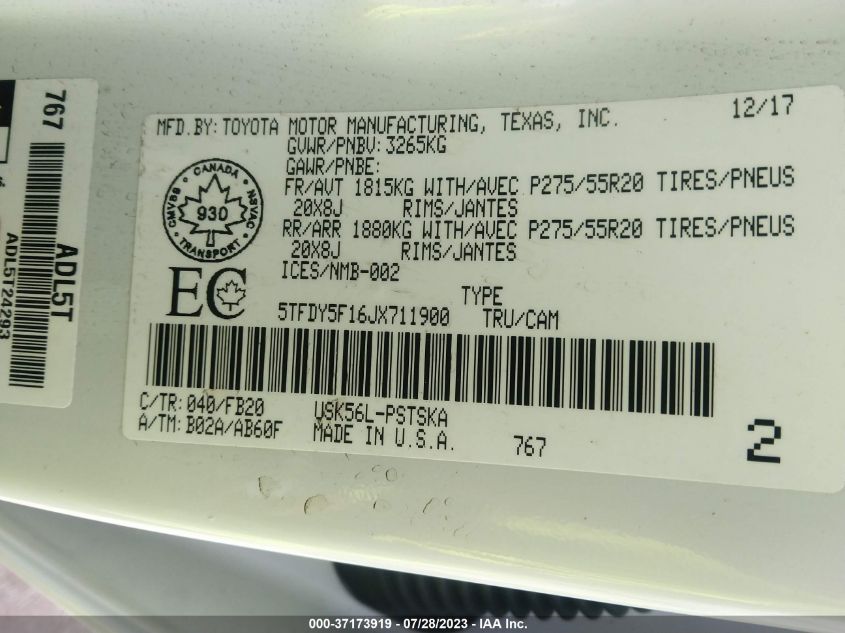 767
ADL5T
ADL5T24293
MFD.BY: TOYOTA MOTOR MANUFACTURING, TEXAS, INC. 12/17
GVWR/PNBV: 3265KG
GAWR/PNBE:
FR/AVT 1815KG WITH/AVEC P275/55R20 TIRES/PNEUS
20X8J RIMS/JANTES
RR/ARR 1880KG WITH/AVEC P275/55R20 TIRES/PNEUS
20X8J RIMS/JANTES
ICES/NMB-002
CANADA
CMVSS
930
NSVAC
TRANSPORT
EC
TYPE
5TFDY5F16JX711900 TRU/CAM
C/TR: 040/FB20 USK56L-PSTSKA
A/TM: B02A/AB60F MADE IN U.S.A. 767
2
000-37173919 - 07/28/2023 - IAAI Inc.